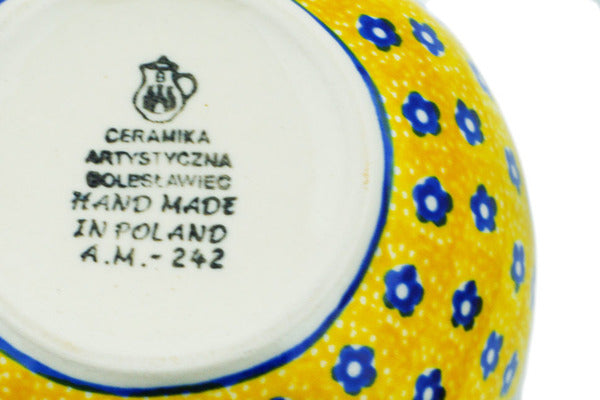 CERAMIKA
ARTYSTYCZNA
BOLESŁAWIEC
HAND MADE
IN POLAND
A.M.- 242